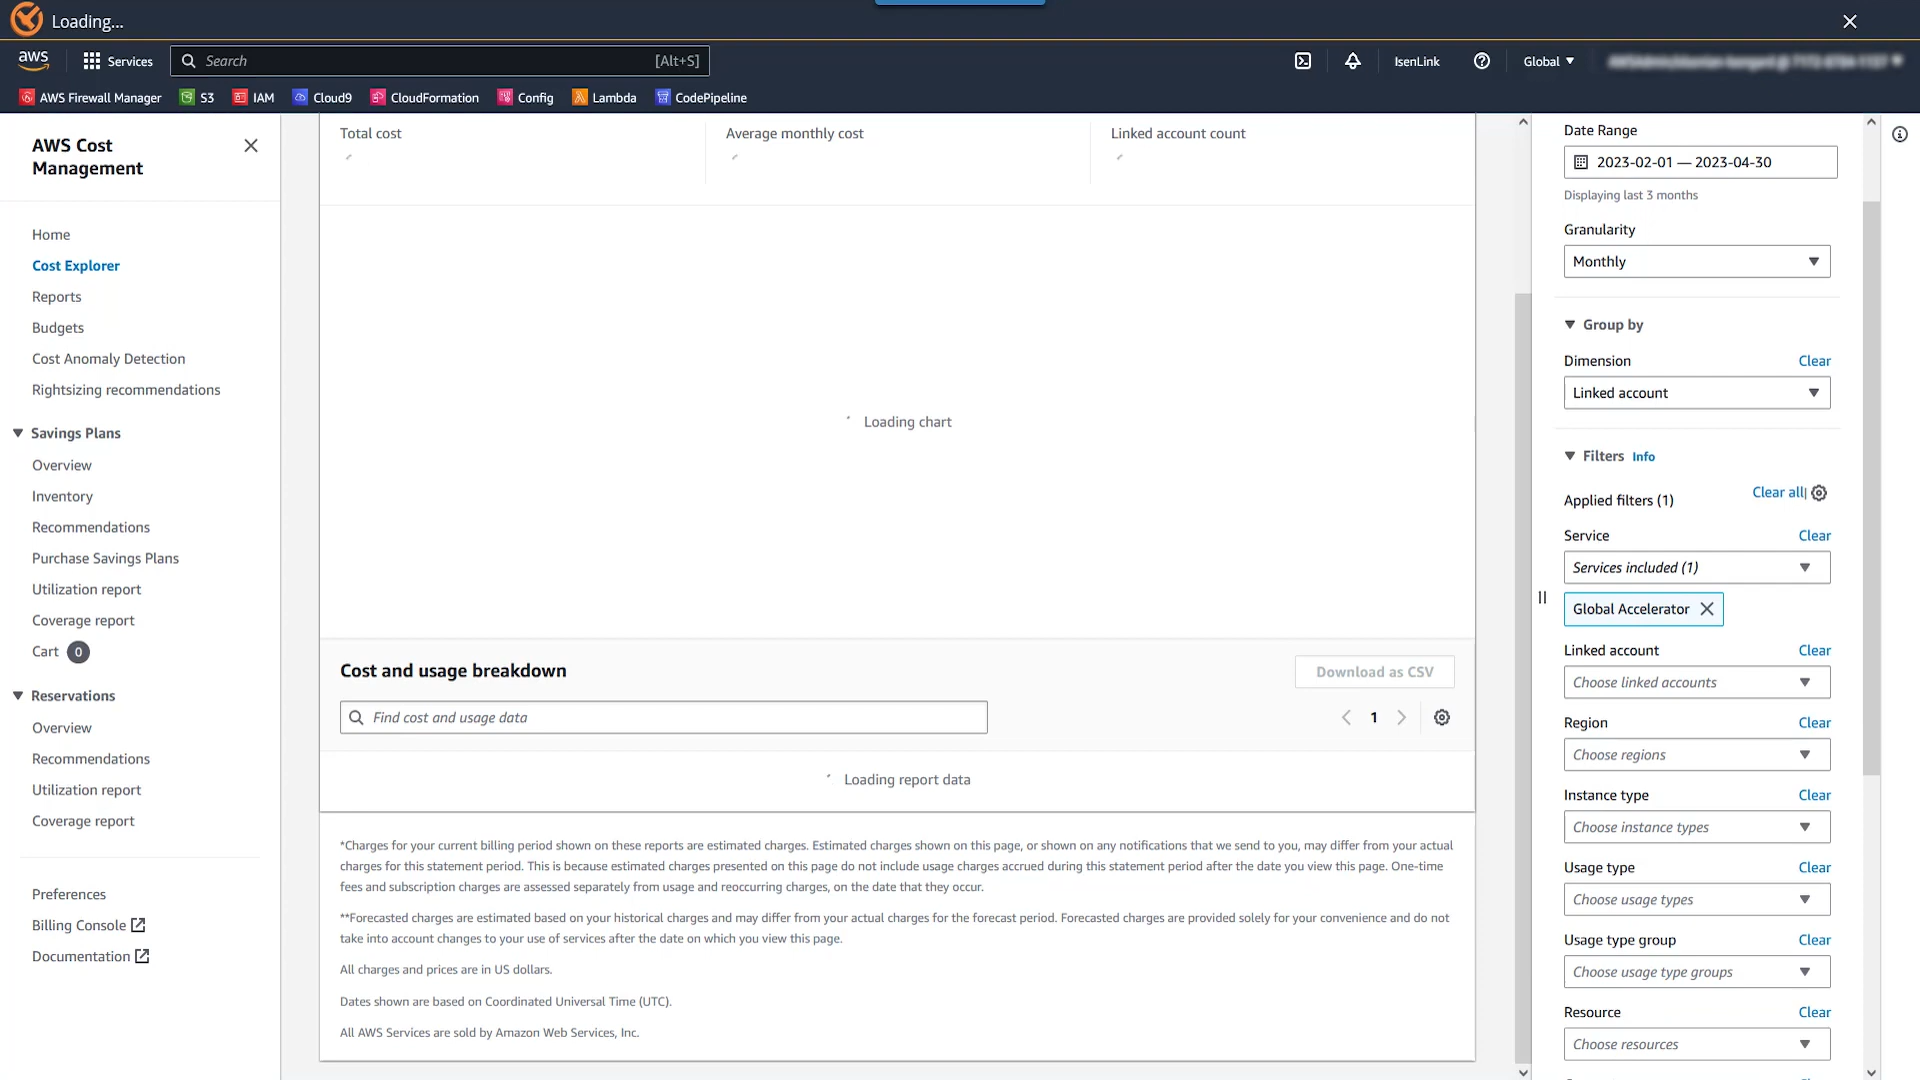 Loading...
aws
Services
Search
[Alt+S]
IsenLink
Global
AWS Firewall Manager
S3
IAM
Cloud9
CloudFormation
Config
Lambda
CodePipeline
AWS Cost
Management
Home
Cost Explorer
Reports
Budgets
Cost Anomaly Detection
Rightsizing recommendations
Savings Plans
Overview
Inventory
Recommendations
Purchase Savings Plans
Utilization report
Coverage report
Cart 0
Reservations
Overview
Recommendations
Utilization report
Coverage report
Preferences
Billing Console
Documentation
Total cost
Average monthly cost
Linked account count
Loading chart
Cost and usage breakdown
Download as CSV
Find cost and usage data
1
Loading report data
*Charges for your current billing period shown on these reports are estimated charges. Estimated charges shown on this page, or shown on any notifications that we send to you, may differ from your actual
charges for this statement period. This is because estimated charges presented on this page do not include usage charges accrued during this statement period after the date you view this page. One-time
fees and subscription charges are assessed separately from usage and reoccurring charges, on the date that they occur.
**Forecasted charges are estimated based on your historical charges and may differ from your actual charges for the forecast period. Forecasted charges are provided solely for your convenience and do not
take into account changes to your use of services after the date on which you view this page.
All charges and prices are in US dollars.
Dates shown are based on Coordinated Universal Time (UTC).
All AWS Services are sold by Amazon Web Services, Inc.
Date Range
2023-02-01 — 2023-04-30
Displaying last 3 months
Granularity
Monthly
Group by
Dimension
Clear
Linked account
Filters Info
Applied filters (1)
Clear all|
Service
Clear
Services included (1)
Global Accelerator
Linked account
Clear
Choose linked accounts
Region
Clear
Choose regions
Instance type
Clear
Choose instance types
Usage type
Clear
Choose usage types
Usage type group
Clear
Choose usage type groups
Resource
Clear
Choose resources